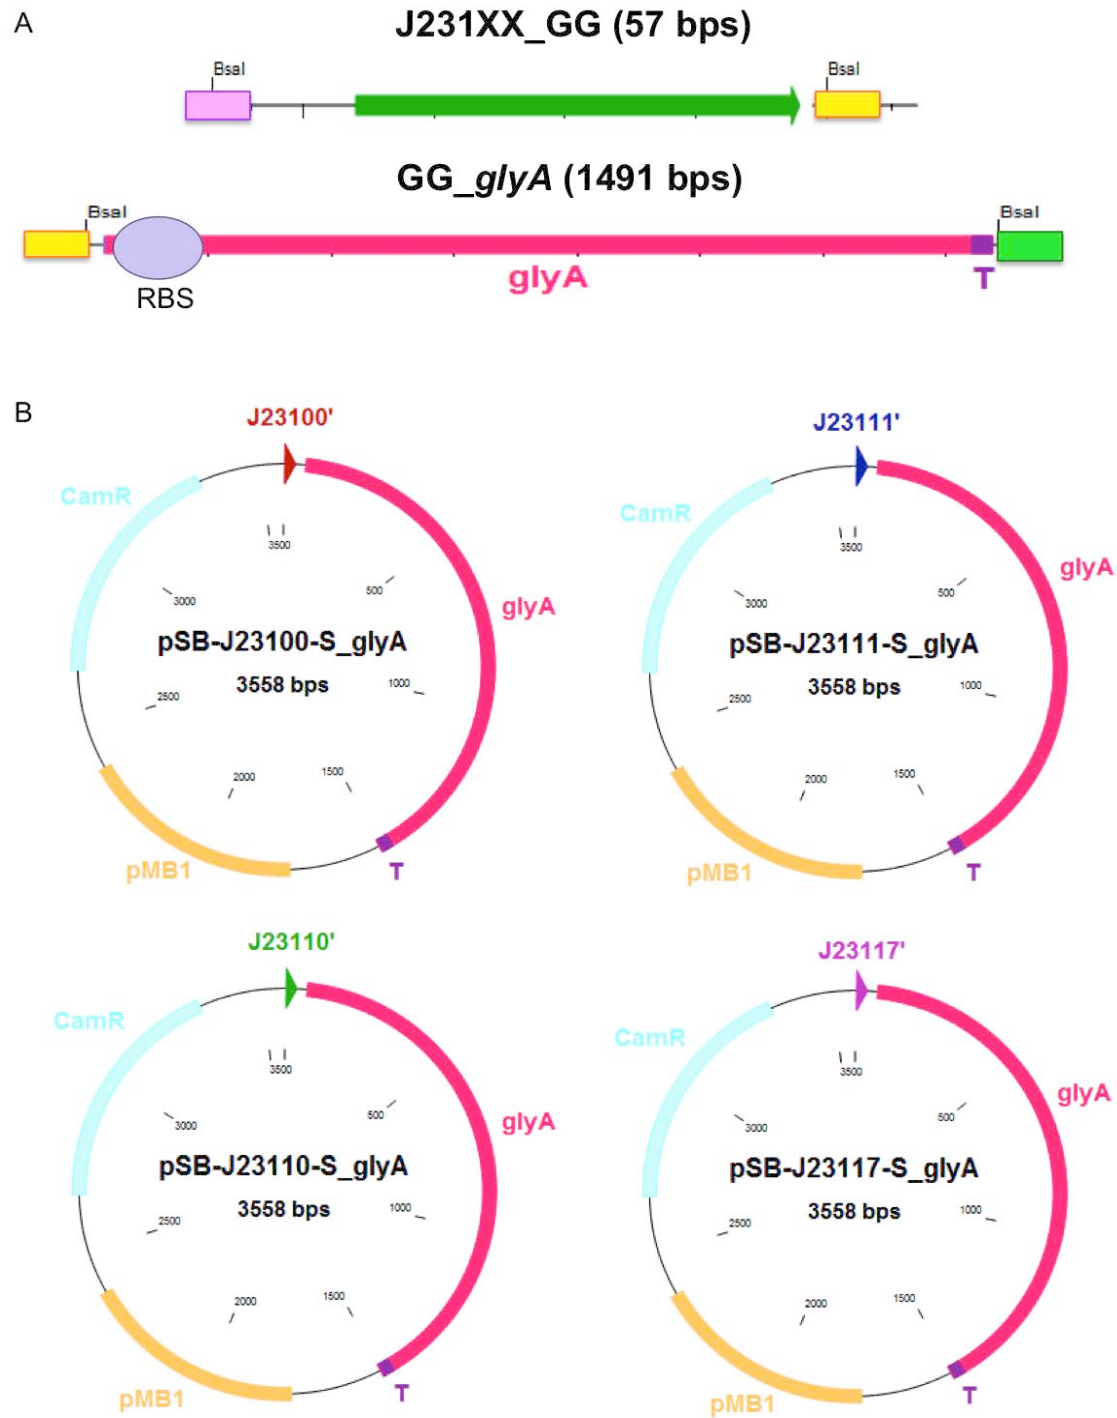 A
J231XX_GG (57 bps)
BsaI
BsaI
GG_glyA (1491 bps)
BsaI
BsaI
glyA
T
RBS
B
J23100'
CamR
3500
500
3000
glyA
pSB-J23100-S_glyA
3558 bps
1000
2500
1500
2000
pMB1
T
J23111'
CamR
3500
glyA
500
3000
pSB-J23111-S_glyA
3558 bps
1000
2500
1500
2000
pMB1
T
J23110'
CamR
3500
500
3000
glyA
pSB-J23110-S_glyA
3558 bps
1000
2500
1500
2000
pMB1
T
J23117'
CamR
3500
glyA
500
3000
pSB-J23117-S_glyA
3558 bps
1000
2500
1500
2000
pMB1
T